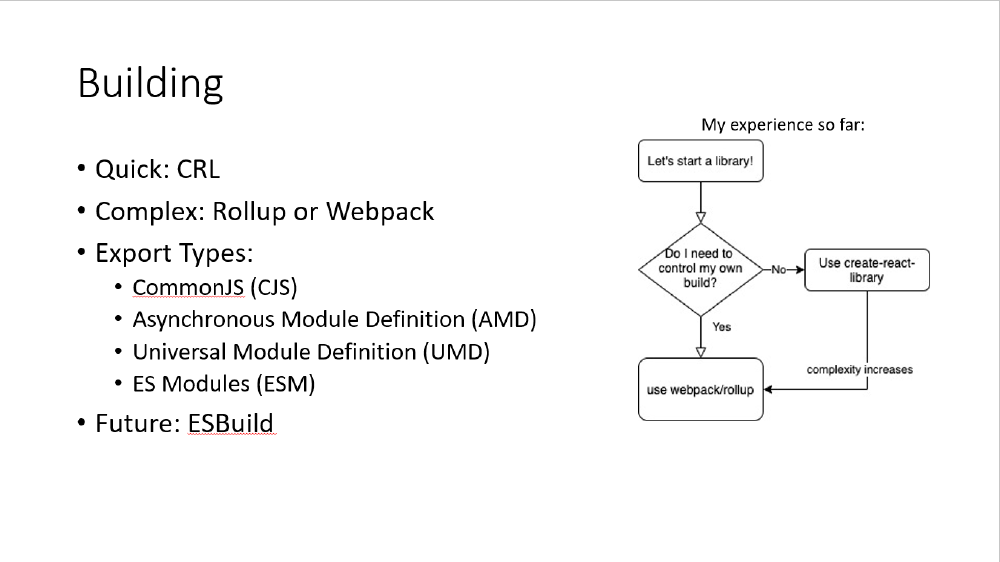 Building
• Quick: CRL
• Complex: Rollup or Webpack
• Export Types:
• CommonJS (CJS)
• Asynchronous Module Definition (AMD)
• Universal Module Definition (UMD)
• ES Modules (ESM)
• Future: ESBuild
My experience so far:
Let's start a library!
Do I need to
control my own
build?
No
Use create-react-
library
Yes
complexity increases
use webpack/rollup